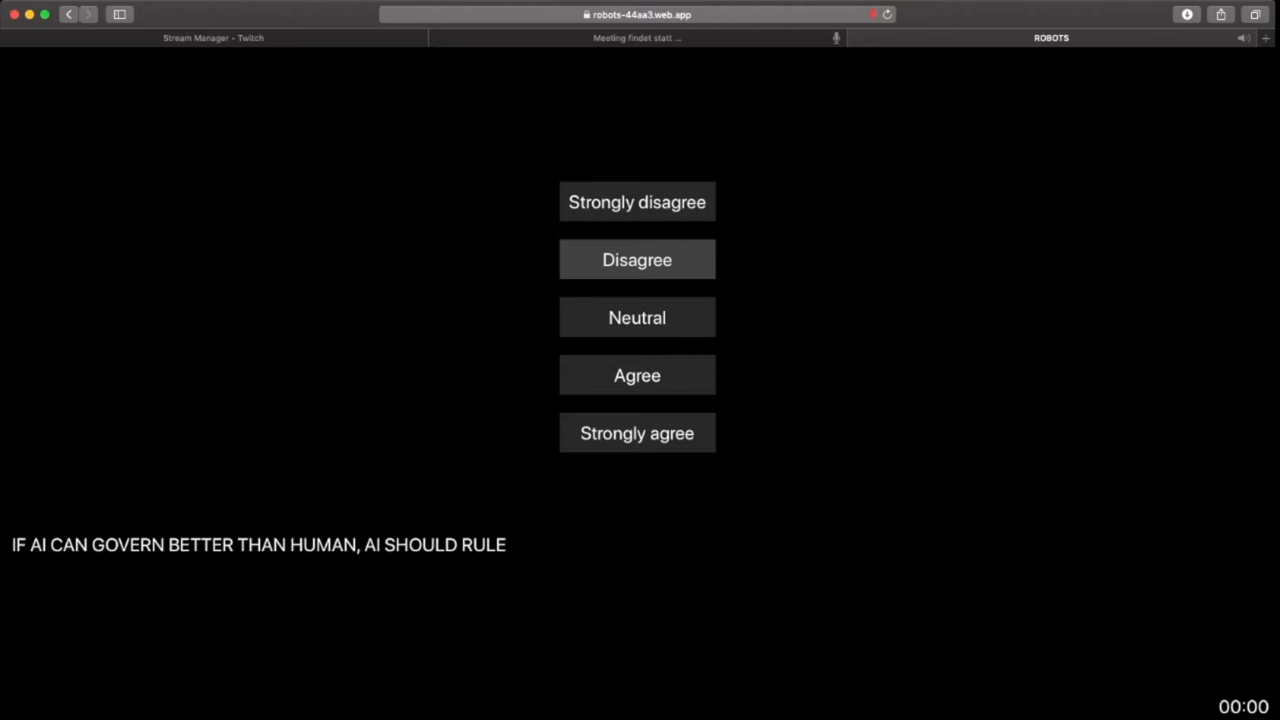 robots-44aa3.web.app
Stream Manager - Twitch
Meeting findet statt ...
ROBOTS
Strongly disagree
Disagree
Neutral
Agree
Strongly agree
IF AI CAN GOVERN BETTER THAN HUMAN, AI SHOULD RULE
00:00